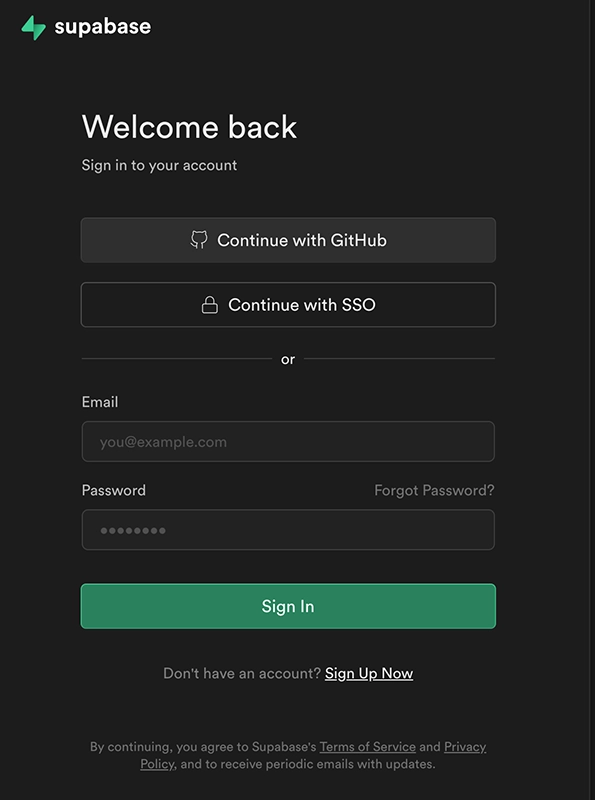 supabase
Welcome back
Sign in to your account
Continue with GitHub
Continue with SSO
or
Email
you@example.com
Password
Forgot Password?
••••••••
Sign In
Don't have an account? Sign Up Now
By continuing, you agree to Supabase's Terms of Service and Privacy
Policy, and to receive periodic emails with updates.